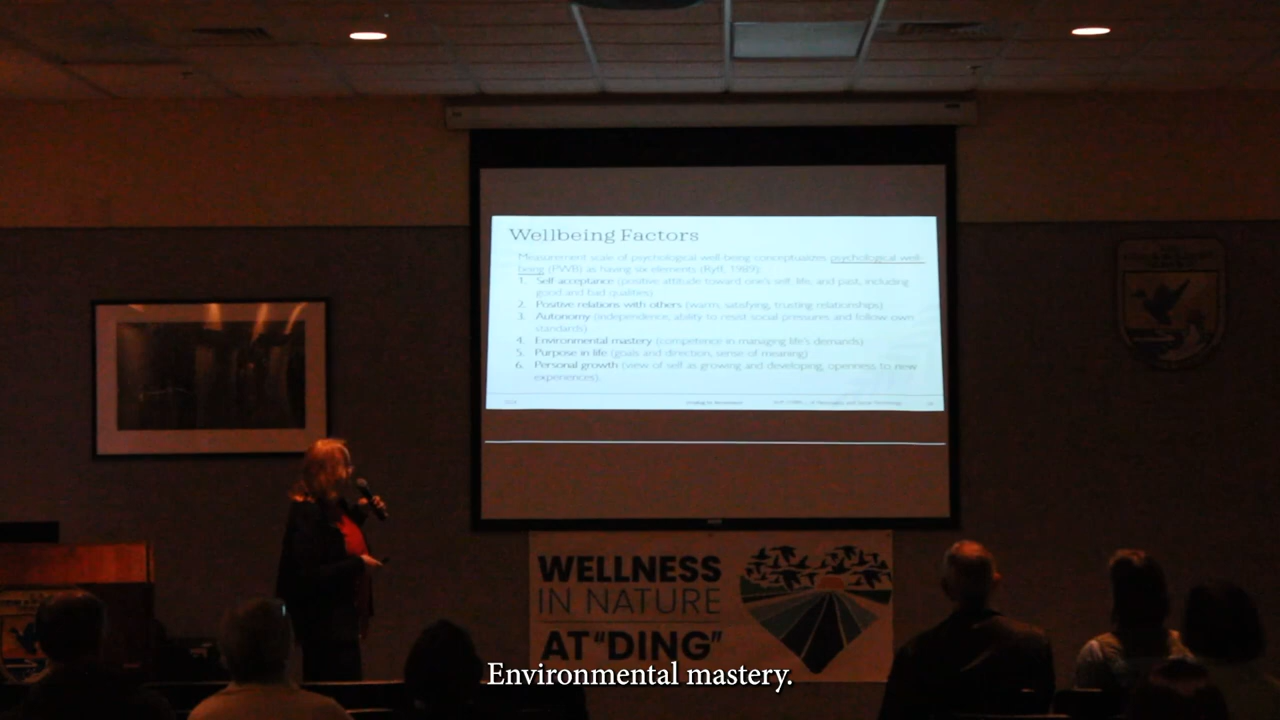 Wellbeing Factors
Measurement scale of psychological well-being conceptualizes psychological well-
being (PWB) as having six elements (Ryff, 1989):
1. Self-acceptance (positive attitude toward one's self, life, and past, including
good and bad qualities)
2. Positive relations with others (warm, satisfying, trusting relationships)
3. Autonomy (independence; ability to resist social pressures and follow own
standards)
4. Environmental mastery (competence in managing life's demands)
5. Purpose in life (goals and direction, sense of meaning)
6. Personal growth (view of self as growing and developing, openness to new
experiences).
WELLNESS
IN NATURE
AT "DING"
Environmental mastery.